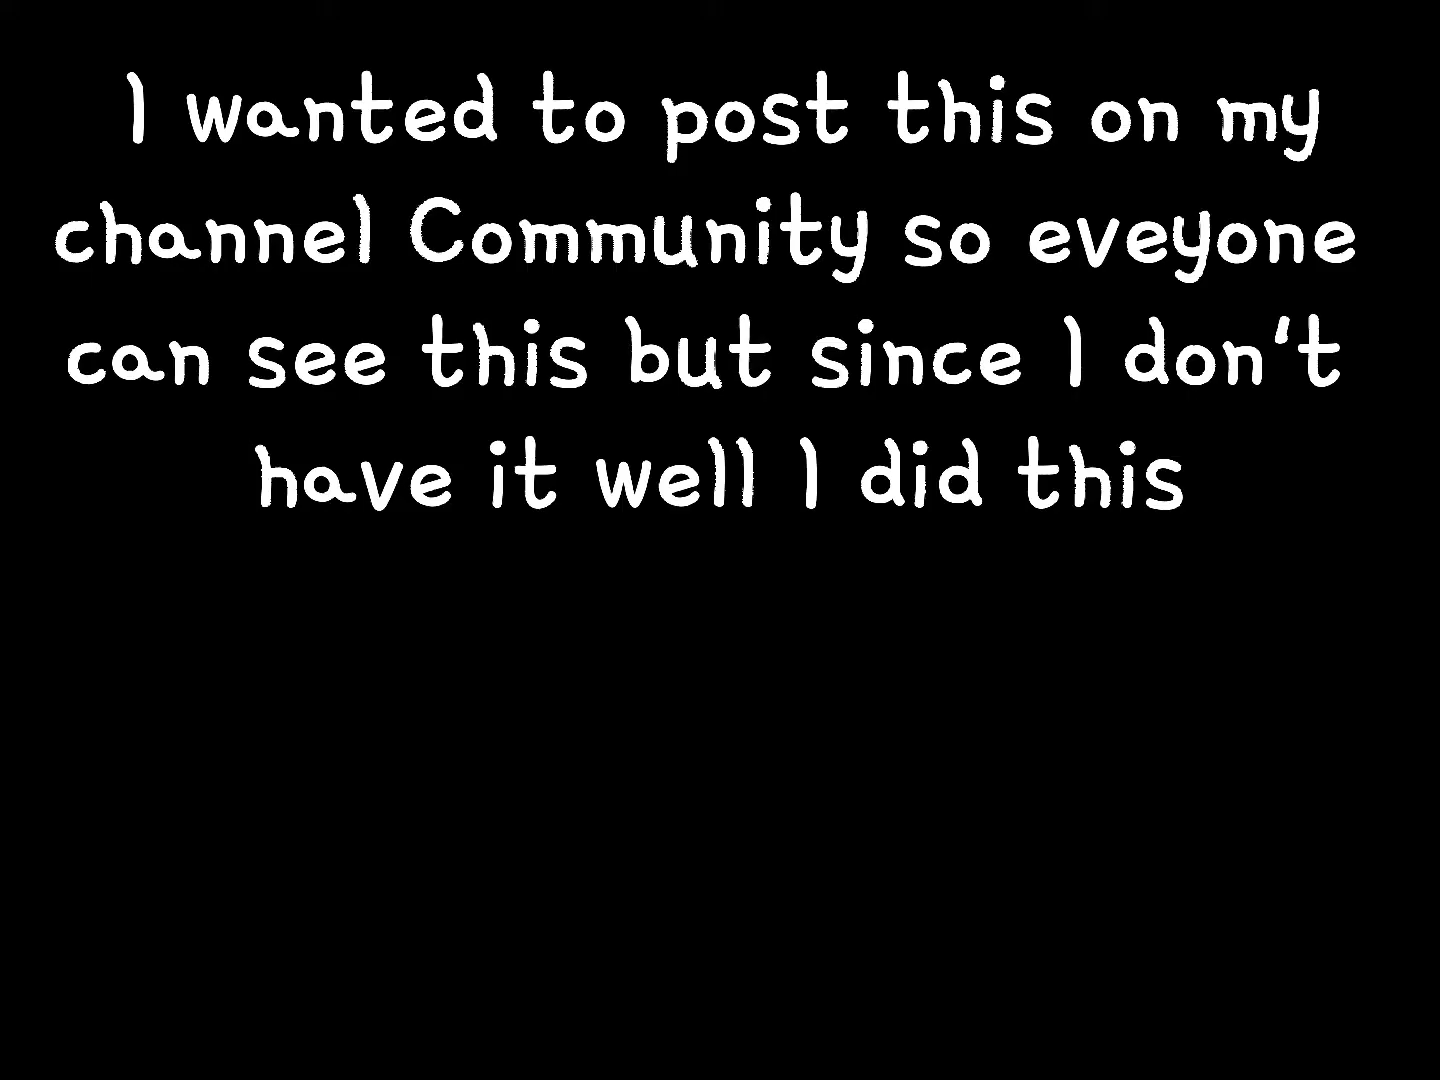 I wanted to post this on my
channel Community so eveyone
can see this but since I don't
have it well I did this